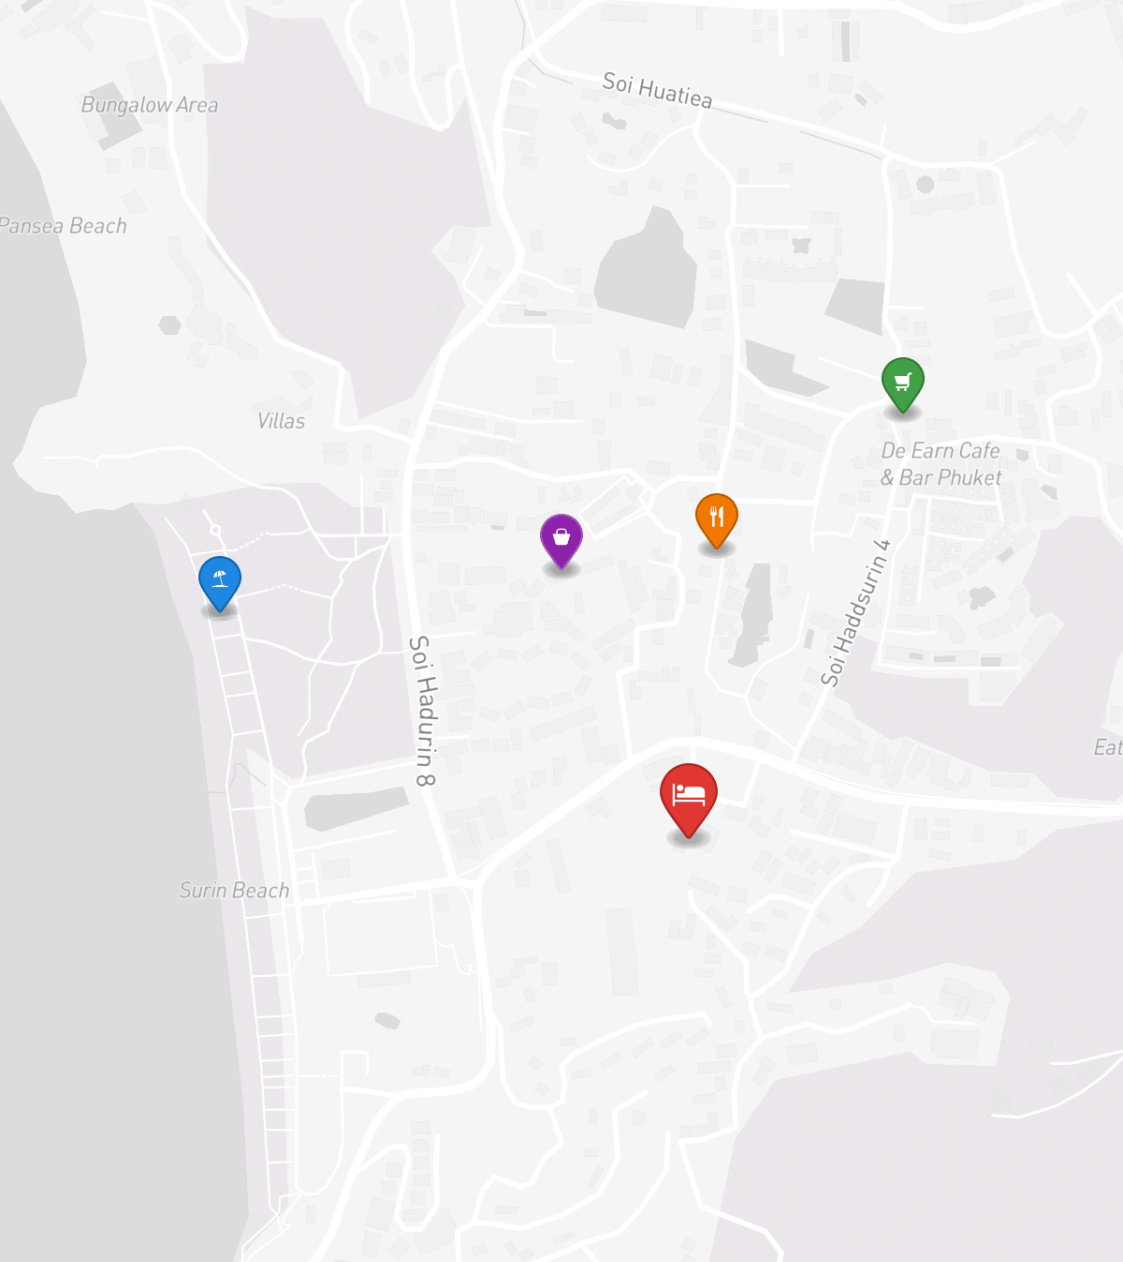 Soi Huatiea
Bungalow Area
Pansea Beach
Villas
De Earn Cafe
& Bar Phuket
Soi Haddsurin 4
Soi Hadurin 8
Eat
Surin Beach